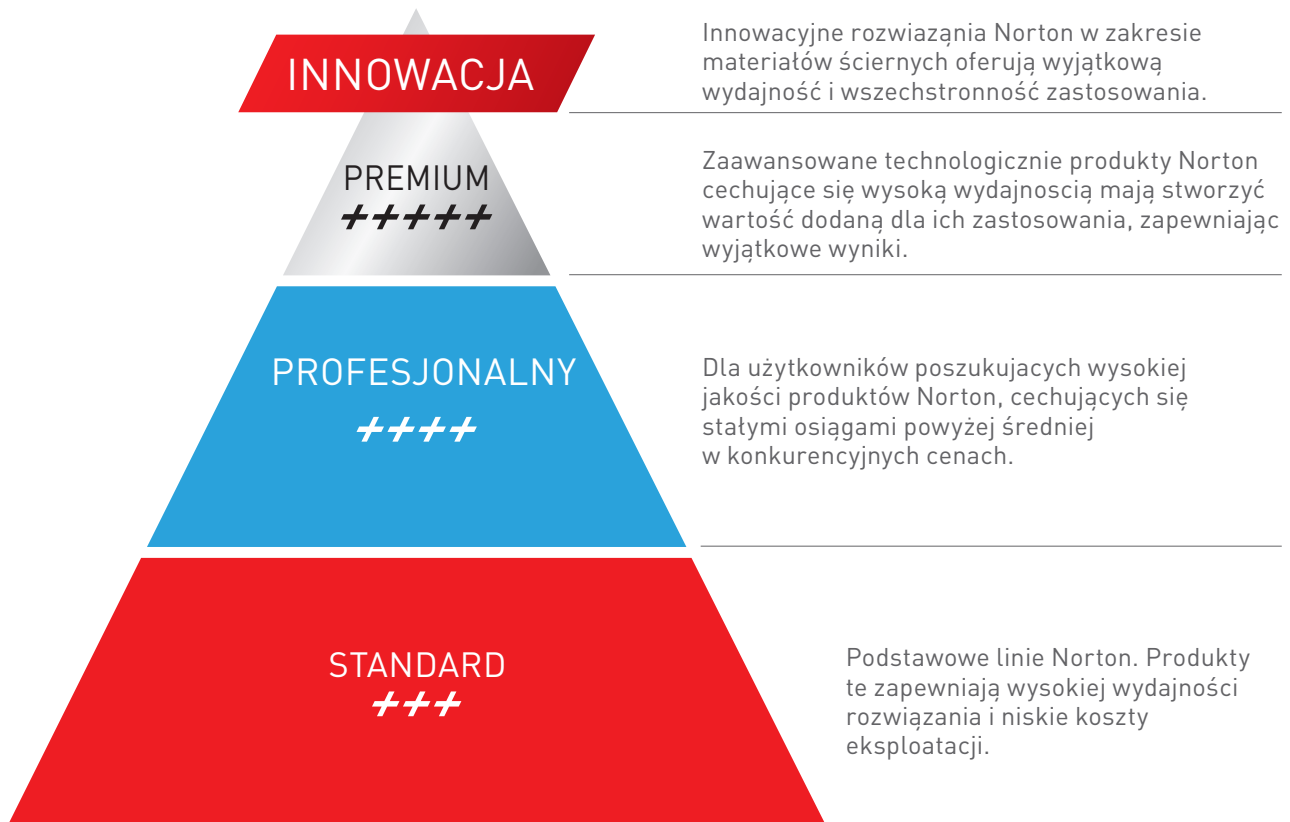 INNOWACJA
Innowacyjne rozwiaząnia Norton w zakresie
materiałów ściernych oferują wyjątkową
wydajność i wszechstronność zastosowania.
PREMIUM
+++++
Zaawansowane technologicznie produkty Norton
cechujące się wysoką wydajnoscią mają stworzyć
wartość dodaną dla ich zastosowania, zapewniając
wyjątkowe wyniki.
PROFESJONALNY
++++
Dla użytkowników poszukujacych wysokiej
jakości produktów Norton, cechujących się
stałymi osiągami powyżej średniej
w konkurencyjnych cenach.
STANDARD
+++
Podstawowe linie Norton. Produkty
te zapewniają wysokiej wydajności
rozwiązania i niskie koszty
eksploatacji.